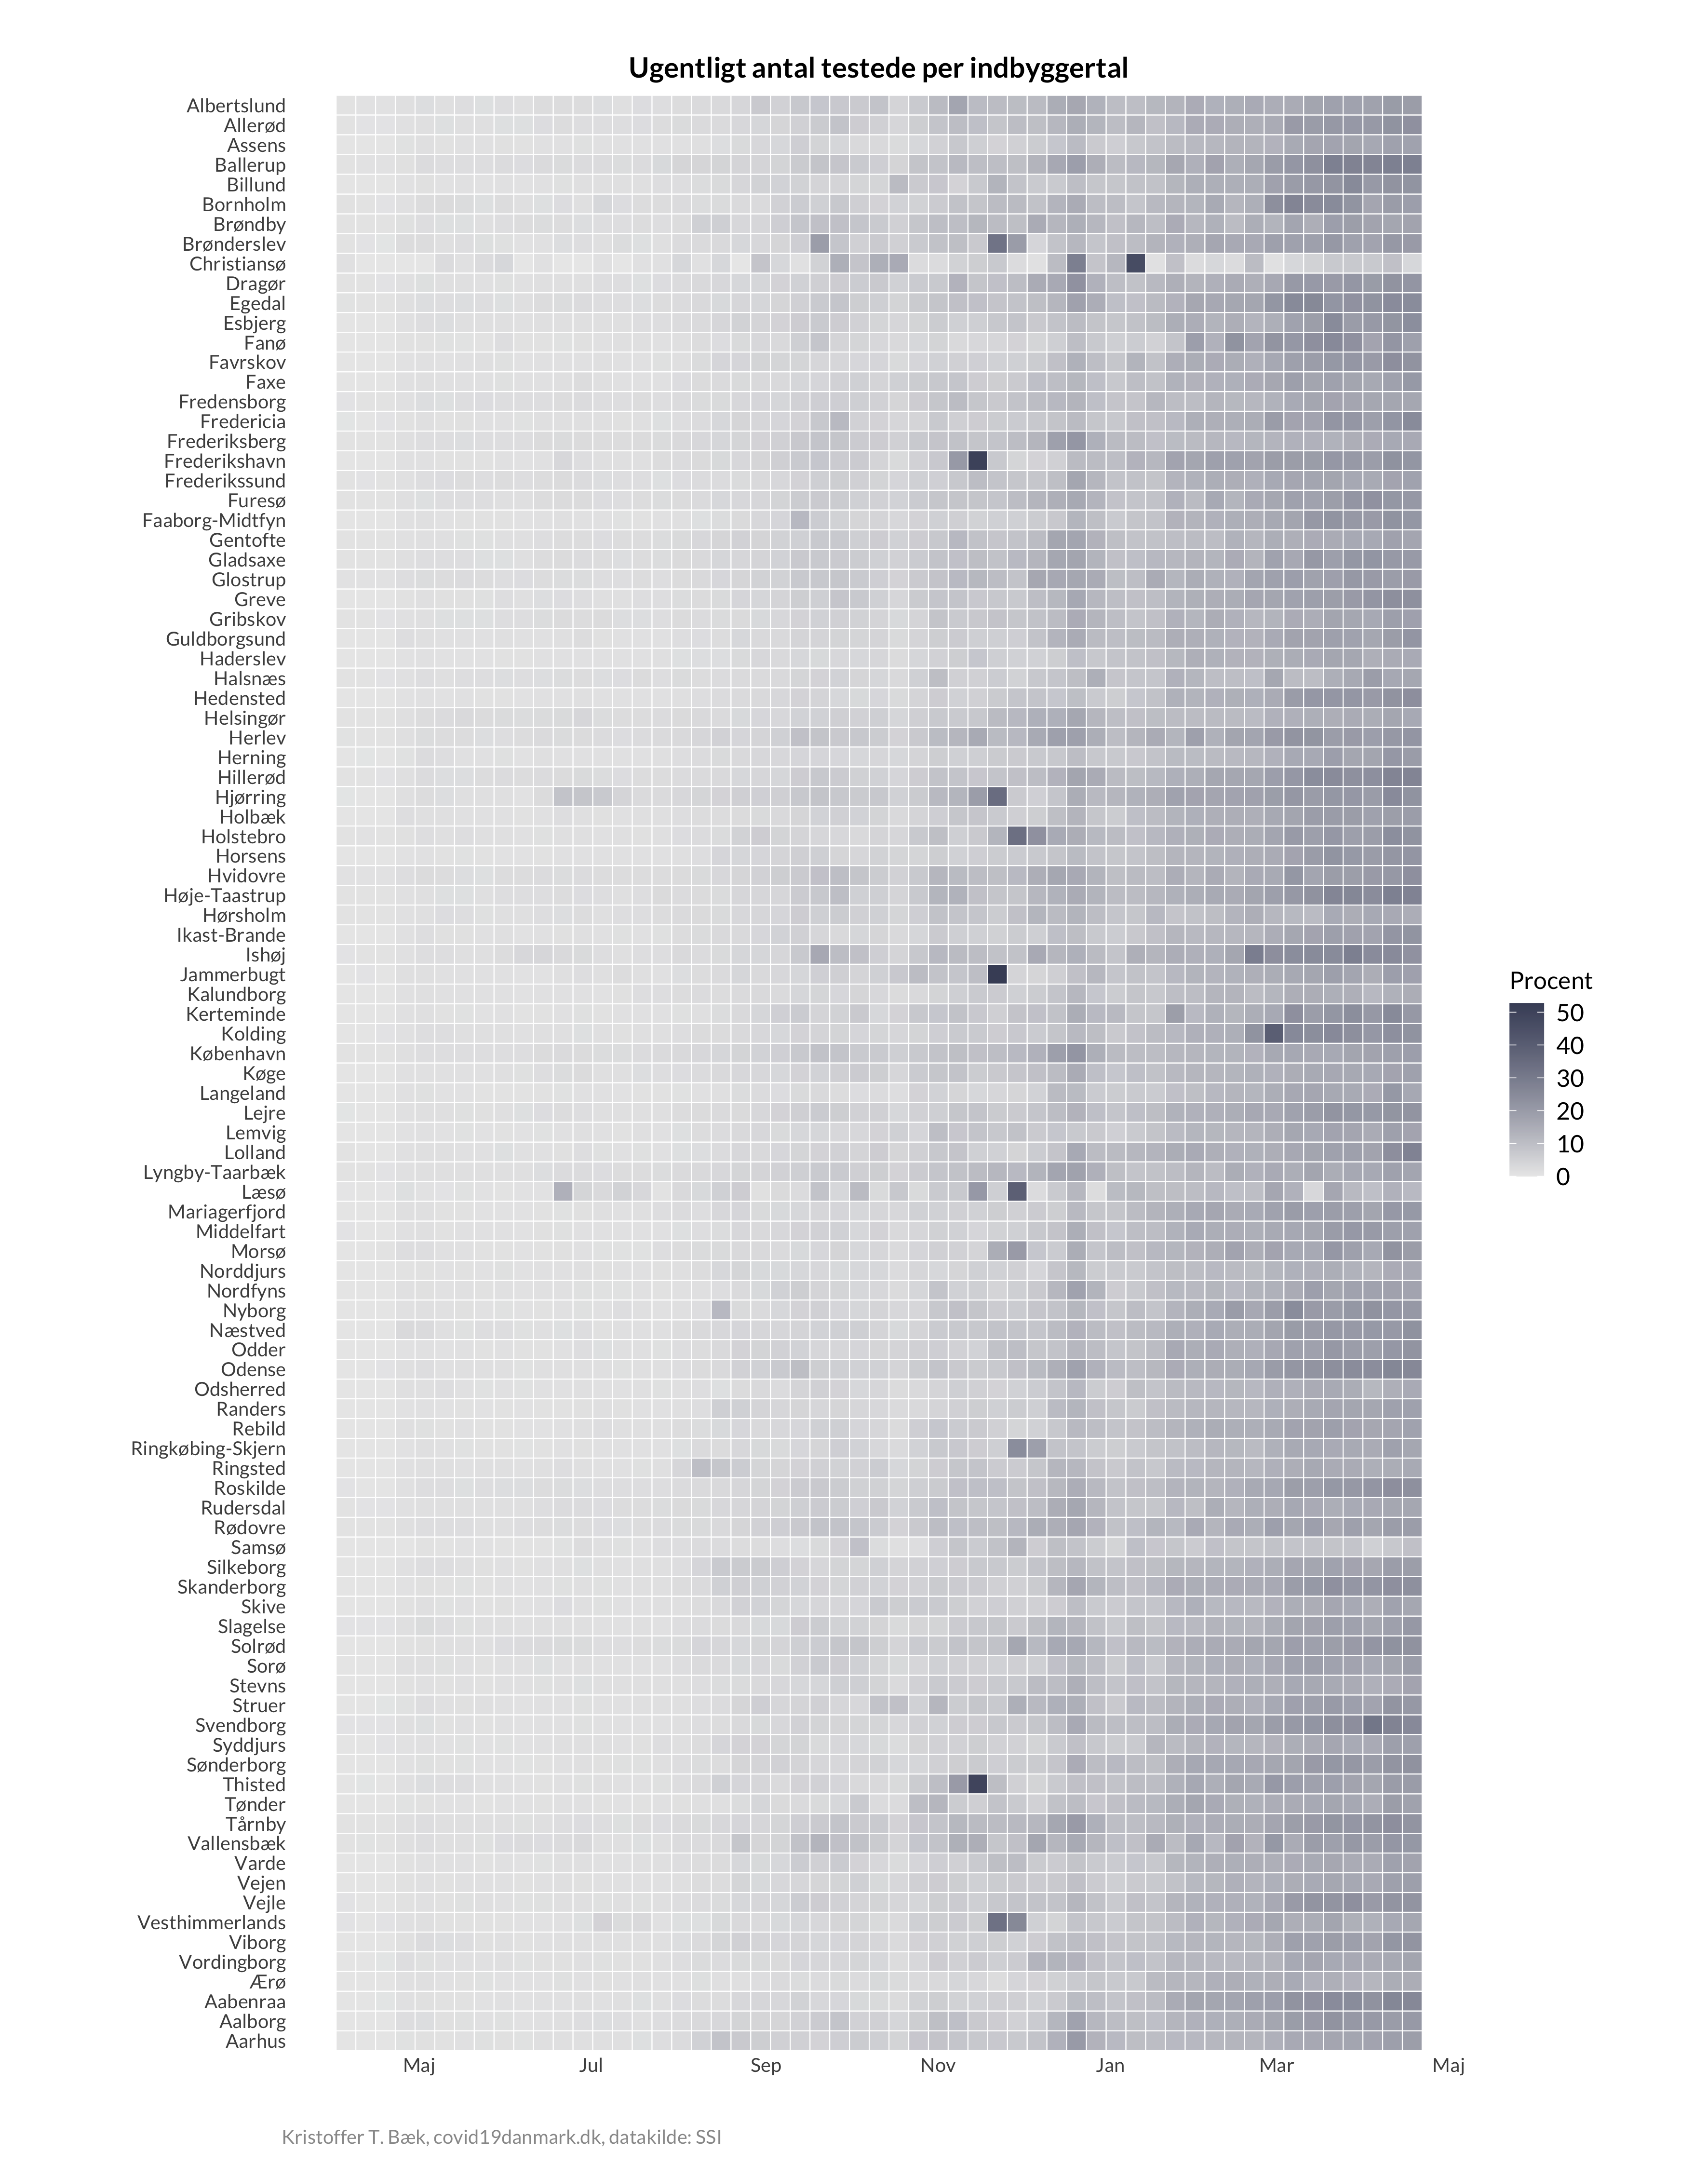 Ugentligt antal testede per indbyggertal
Albertslund
Allerød
Assens
Ballerup
Billund
Bornholm
Brøndby
Brønderslev
Christiansø
Dragør
Egedal
Esbjerg
Fanø
Favrskov
Faxe
Fredensborg
Fredericia
Frederiksberg
Frederikshavn
Frederikssund
Furesø
Faaborg-Midtfyn
Gentofte
Gladsaxe
Glostrup
Greve
Gribskov
Guldborgsund
Haderslev
Halsnæs
Hedensted
Helsingør
Herlev
Herning
Hillerød
Hjørring
Holbæk
Holstebro
Horsens
Hvidovre
Høje-Taastrup
Hørsholm
Ikast-Brande
Ishøj
Jammerbugt
Kalundborg
Kerteminde
Kolding
København
Køge
Langeland
Lejre
Lemvig
Lolland
Lyngby-Taarbæk
Læsø
Mariagerfjord
Middelfart
Morsø
Norddjurs
Nordfyns
Nyborg
Næstved
Odder
Odense
Odsherred
Randers
Rebild
Ringkøbing-Skjern
Ringsted
Roskilde
Rudersdal
Rødovre
Samsø
Silkeborg
Skanderborg
Skive
Slagelse
Solrød
Sorø
Stevns
Struer
Svendborg
Syddjurs
Sønderborg
Thisted
Tønder
Tårnby
Vallensbæk
Varde
Vejen
Vejle
Vesthimmerlands
Viborg
Vordingborg
Ærø
Aabenraa
Aalborg
Aarhus
Maj Jul Sep Nov Jan Mar Maj
Procent
50
40
30
20
10
0
Kristoffer T. Bæk, covid19danmark.dk, datakilde: SSI